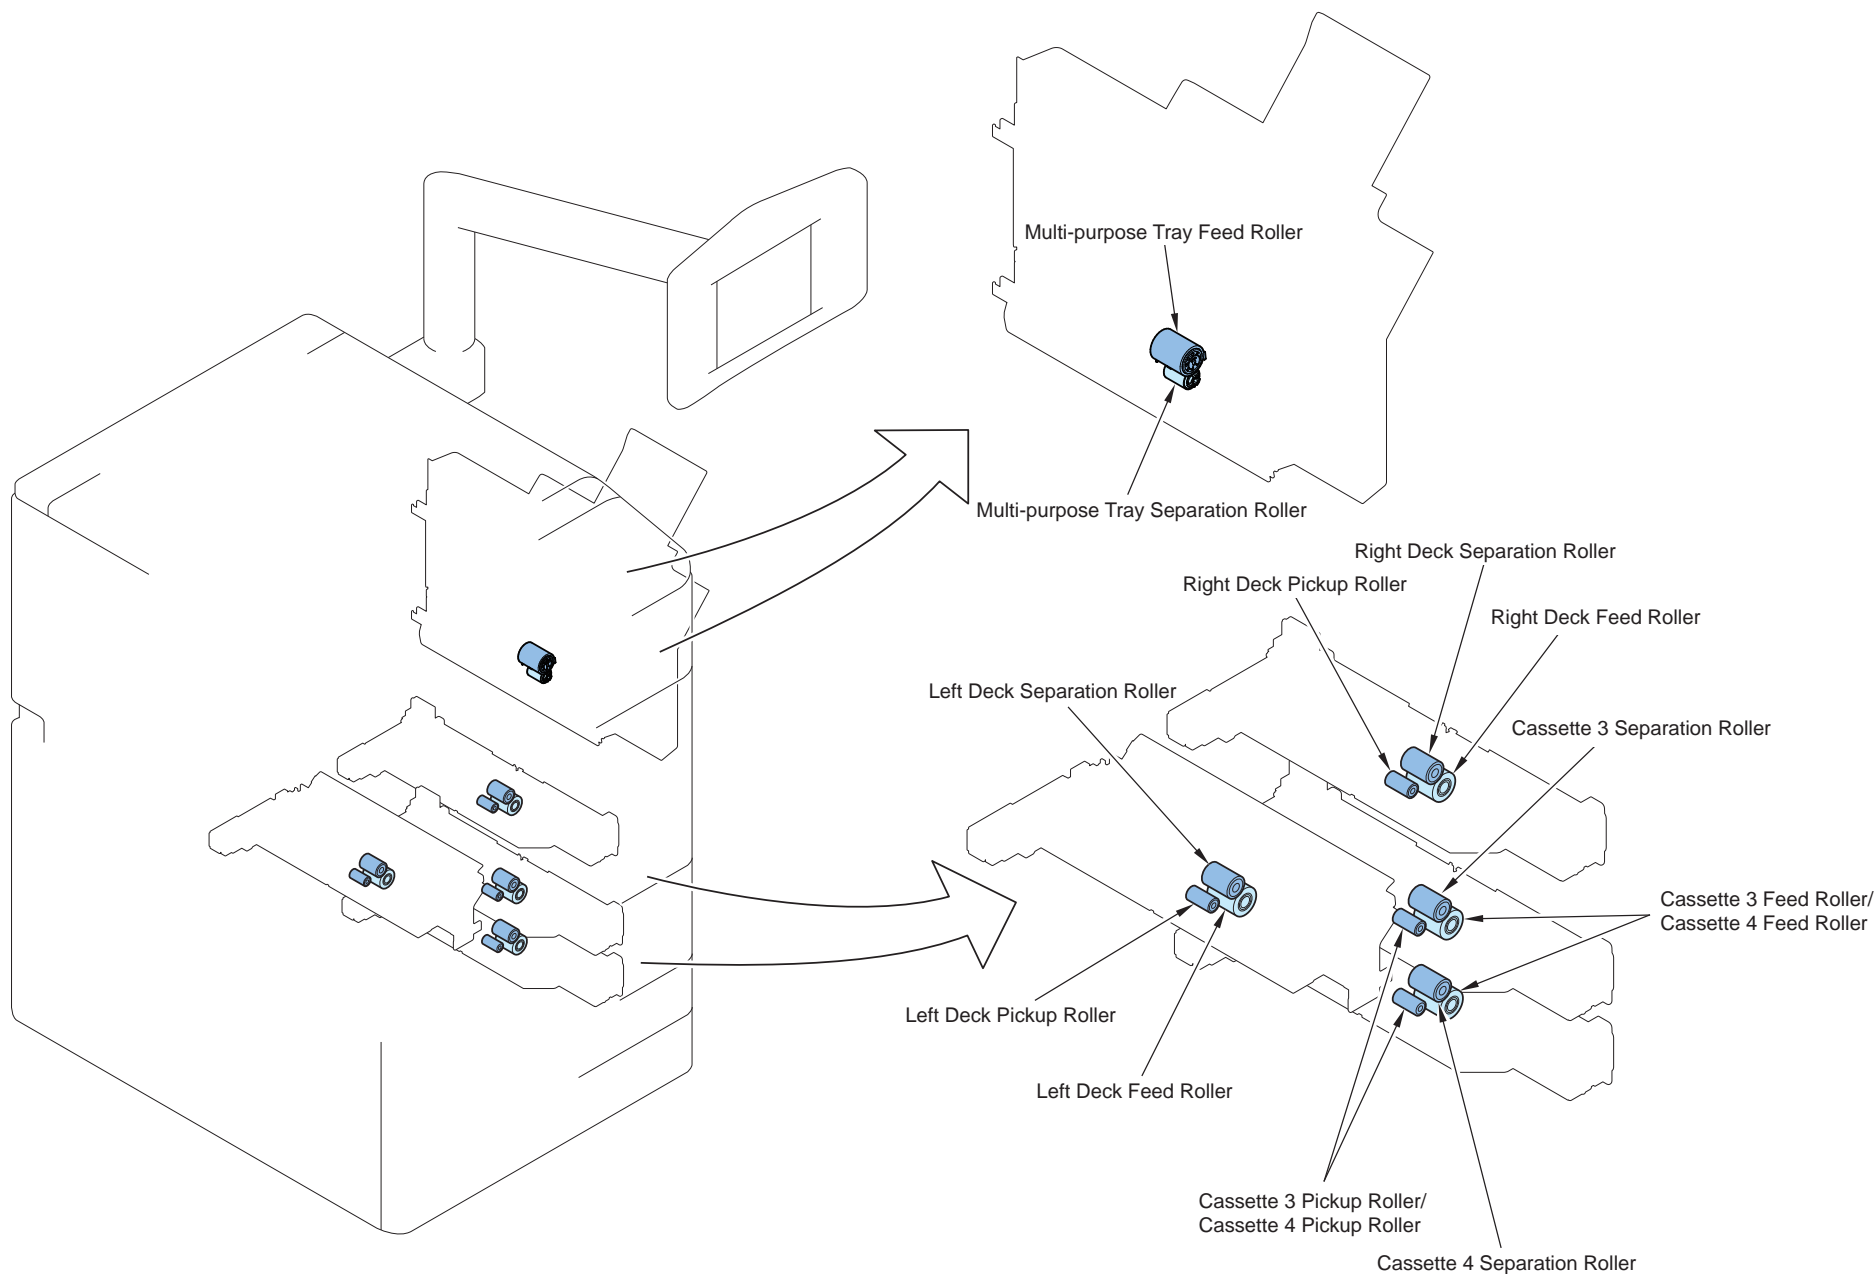 Multi-purpose Tray Feed Roller
Multi-purpose Tray Separation Roller
Right Deck Separation Roller
Right Deck Pickup Roller
Right Deck Feed Roller
Left Deck Separation Roller
Cassette 3 Separation Roller
Cassette 3 Feed Roller/
Cassette 4 Feed Roller
Left Deck Pickup Roller
Left Deck Feed Roller
Cassette 3 Pickup Roller/
Cassette 4 Pickup Roller
Cassette 4 Separation Roller